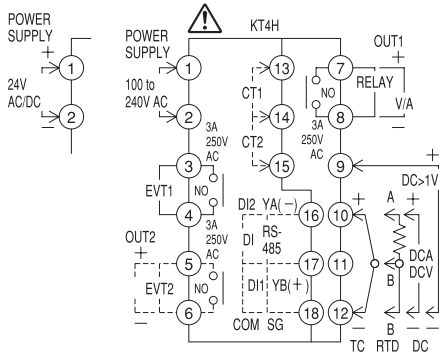 POWER
SUPPLY
+
1
24V
AC/DC
2
−
POWER
SUPPLY
1
100 to
240V AC
2
3A
250V
AC
3
EVT1
NO
4
3A
250V
AC
OUT2
+
5
EVT2
NO
−
6
KT4H
13
CT1
14
CT2
15
DI2 YA(−)
16
DI
RS-
485
17
DI1 YB(+)
18
COM SG
OUT1
7
+
RELAY
NO
V/A
8
−
3A
250V
AC
9
+
DC>1V
10
+
A
+
11
B
DCA
DCV
12
−
B
−
−
TC RTD DC